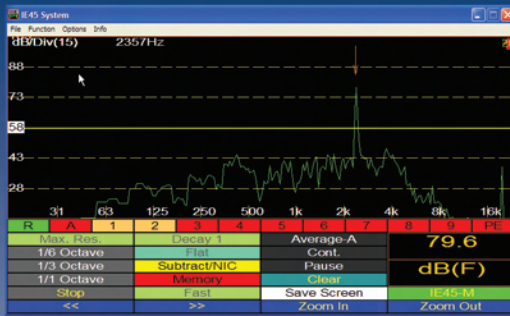 IE45 System
File Function Options Info
dB/Div(15) 2357Hz
88
73
58
43
28
31 63 125 250 500 1k 2k 4k 8k 16k
R A 1 2 3 4 5 6 7 8 9 PE
Max. Res. Decay 1 Average-A 79.6
1/6 Octave Flat Cont.
1/3 Octave Subtract/NIC Pause dB(F)
1/1 Octave Memory Clear
Stop Fast Save Screen IE45-M
<< >> Zoom In Zoom Out